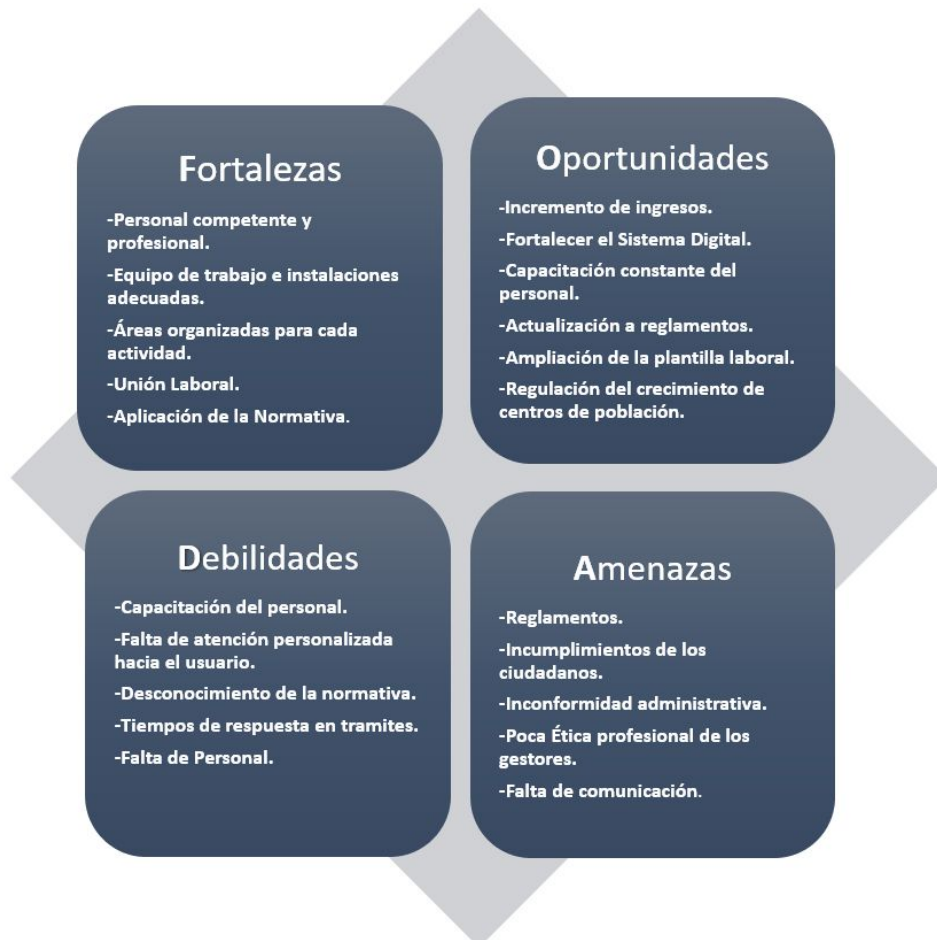 Fortalezas
-Personal competente y
profesional.
-Equipo de trabajo e instalaciones
adecuadas.
-Áreas organizadas para cada
actividad.
-Unión Laboral.
-Aplicación de la Normativa.
Oportunidades
-Incremento de ingresos.
-Fortalecer el Sistema Digital.
-Capacitación constante del
personal.
-Actualización a reglamentos.
-Ampliación de la plantilla laboral.
-Regulación del crecimiento de
centros de población.
Debilidades
-Capacitación del personal.
-Falta de atención personalizada
hacia el usuario.
-Desconocimiento de la normativa.
-Tiempos de respuesta en tramites.
-Falta de Personal.
Amenazas
-Reglamentos.
-Incumplimientos de los
ciudadanos.
-Inconformidad administrativa.
-Poca Ética profesional de los
gestores.
-Falta de comunicación.